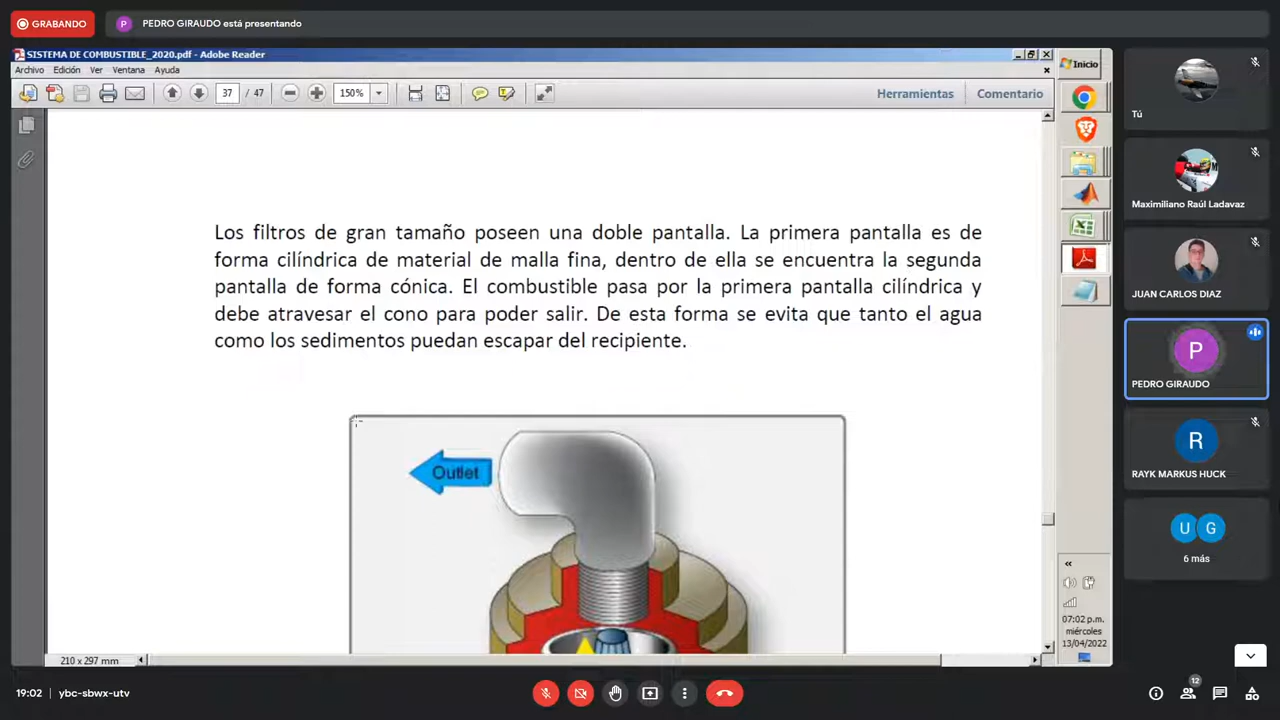 GRABANDO
P
PEDRO GIRAUDO está presentando
SISTEMA DE COMBUSTIBLE_2020.pdf - Adobe Reader
Archivo Edición Ver Ventana Ayuda
37 / 47
150%
Herramientas Comentario
Los filtros de gran tamaño poseen una doble pantalla. La primera pantalla es de
forma cilíndrica de material de malla fina, dentro de ella se encuentra la segunda
pantalla de forma cónica. El combustible pasa por la primera pantalla cilíndrica y
debe atravesar el cono para poder salir. De esta forma se evita que tanto el agua
como los sedimentos puedan escapar del recipiente.
Outlet
210 x 297 mm
Inicio
07:02 p.m.
miércoles
13/04/2022
Tú
Maximiliano Raúl Ladavaz
JUAN CARLOS DIAZ
P
PEDRO GIRAUDO
R
RAYK MARKUS HUCK
U G
6 más
19:02 ybc-sbwx-utv
12